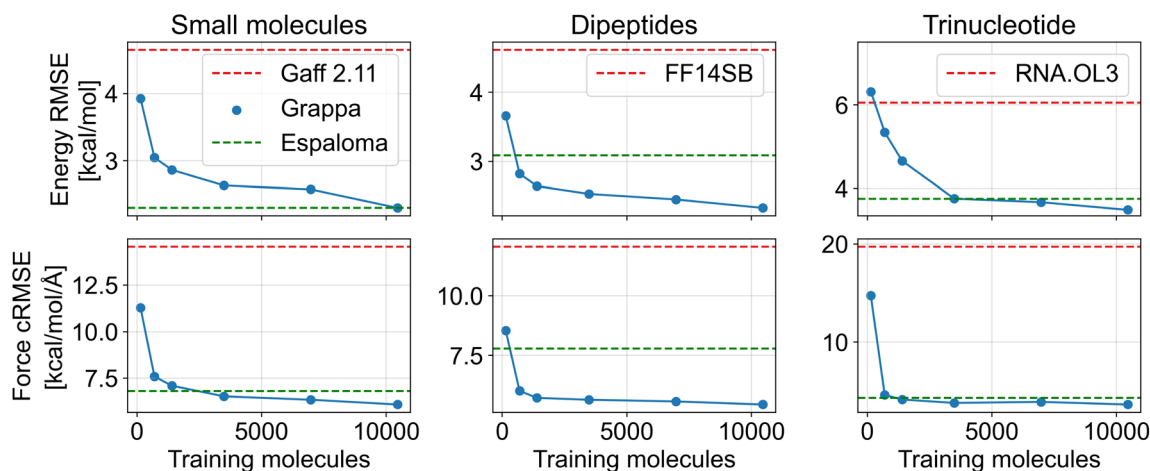 Small molecules
Dipeptides
Trinucleotide
Energy RMSE
[kcal/mol]
4
3
Gaff 2.11
Grappa
Espaloma
4
3
FF14SB
6
4
RNA.OL3
Force cRMSE
[kcal/mol/Å]
12.5
10.0
7.5
10.0
7.5
20
10
0 5000 10000
0 5000 10000
0 5000 10000
Training molecules
Training molecules
Training molecules